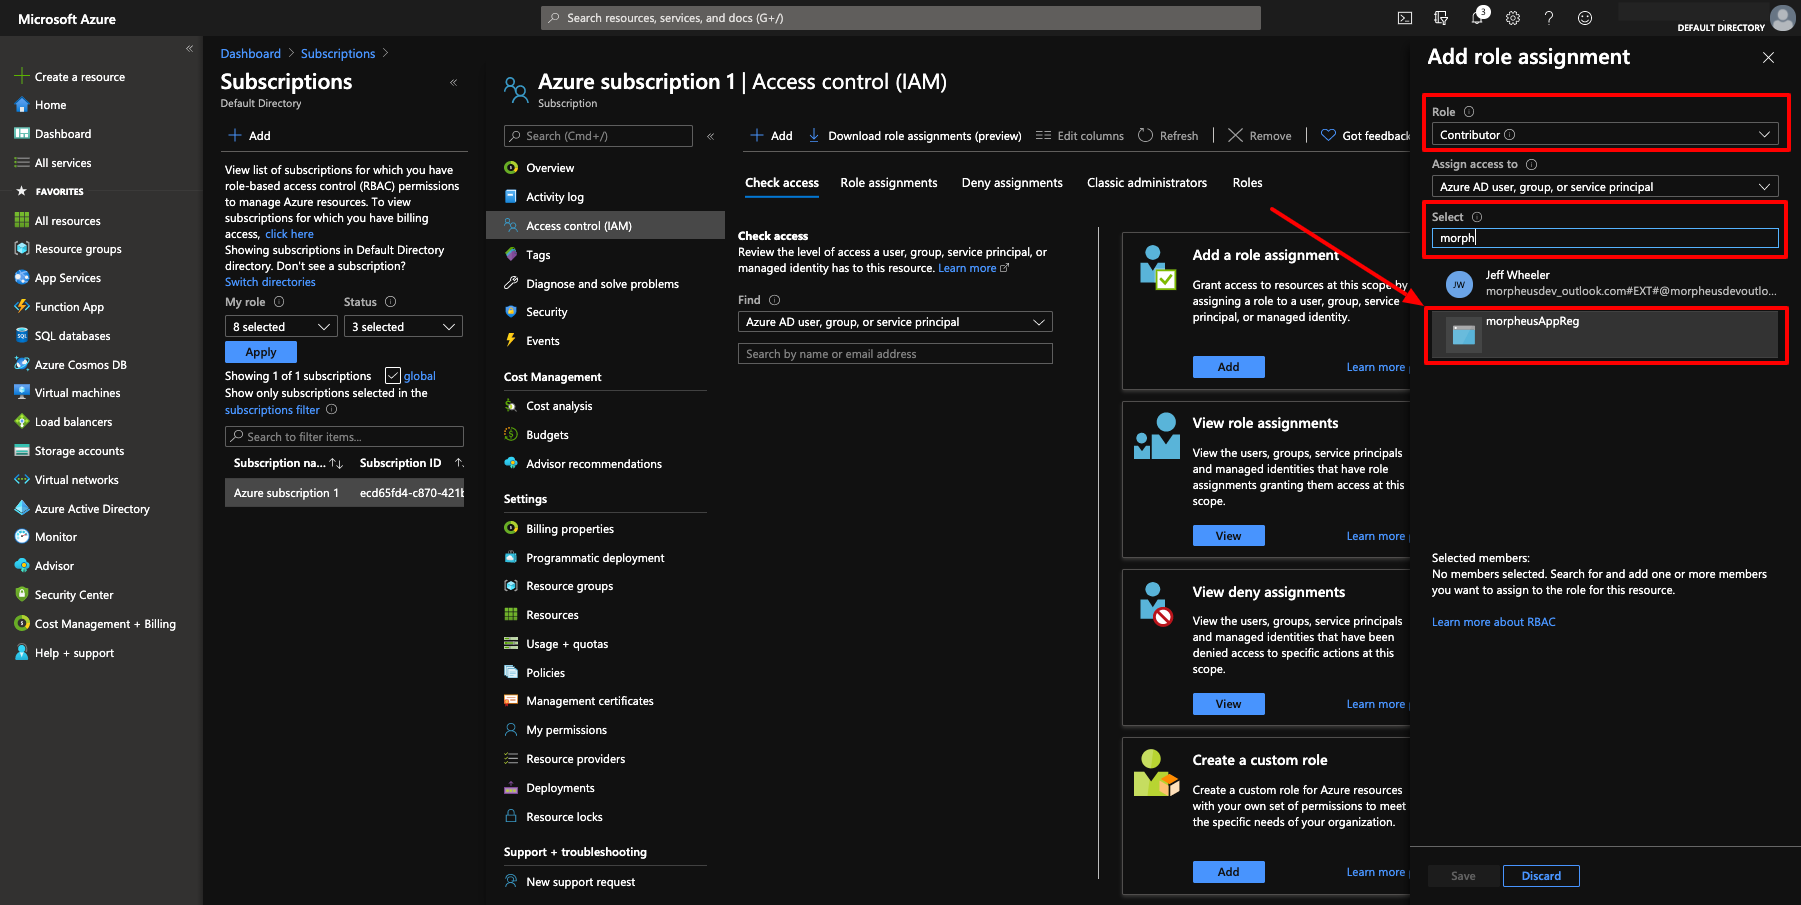 Microsoft Azure
Search resources, services, and docs (G+/)
3
DEFAULT DIRECTORY
Create a resource
Home
Dashboard
All services
FAVORITES
All resources
Resource groups
App Services
Function App
SQL databases
Azure Cosmos DB
Virtual machines
Load balancers
Storage accounts
Virtual networks
Azure Active Directory
Monitor
Advisor
Security Center
Cost Management + Billing
Help + support
Dashboard > Subscriptions >
Subscriptions
Default Directory
Add
View list of subscriptions for which you have
role-based access control (RBAC) permissions
to manage Azure resources. To view
subscriptions for which you have billing
access, click here
Showing subscriptions in Default Directory
directory. Don't see a subscription?
Switch directories
My role
Status
8 selected
3 selected
Apply
Showing 1 of 1 subscriptions
global
Show only subscriptions selected in the
subscriptions filter
Search to filter items...
Subscription na... Subscription ID
Azure subscription 1 ecd65fd4-c870-421b
Azure subscription 1 | Access control (IAM)
Subscription
Search (Cmd+/)
Overview
Activity log
Access control (IAM)
Tags
Diagnose and solve problems
Security
Events
Cost Management
Cost analysis
Budgets
Advisor recommendations
Settings
Billing properties
Programmatic deployment
Resource groups
Resources
Usage + quotas
Policies
Management certificates
My permissions
Resource providers
Deployments
Resource locks
Support + troubleshooting
New support request
Add
Download role assignments (preview)
Edit columns
Refresh
Remove
Got feedback
Check access
Role assignments
Deny assignments
Classic administrators
Roles
Check access
Review the level of access a user, group, service principal, or
managed identity has to this resource. Learn more
Find
Azure AD user, group, or service principal
Search by name or email address
Add a role assignment
Grant access to resources at this scope by
assigning a role to a user, group, service
principal, or managed identity.
Add
Learn more
View role assignments
View the users, groups, service principals
and managed identities that have role
assignments granting them access at this
scope.
View
Learn more
View deny assignments
View the users, groups, service principals
and managed identities that have been
denied access to specific actions at this
scope.
View
Learn more
Create a custom role
Create a custom role for Azure resources
with your own set of permissions to meet
the specific needs of your organization.
Add
Learn more
Add role assignment
Role
Contributor
Assign access to
Azure AD user, group, or service principal
Select
morph
JW
Jeff Wheeler
morpheusdev_outlook.com#EXT#@morpheusdevoutlo...
morpheusAppReg
Selected members:
No members selected. Search for and add one or more members
you want to assign to the role for this resource.
Learn more about RBAC
Save
Discard